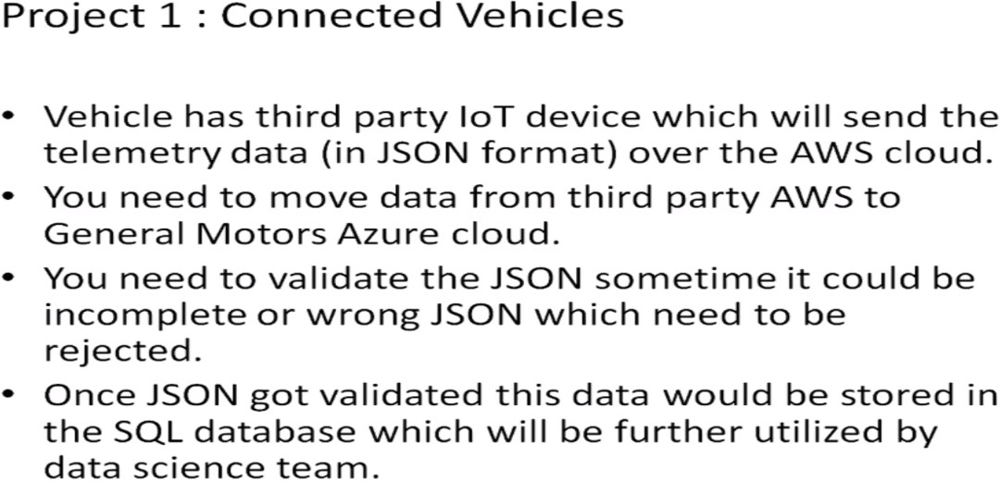 Project 1 : Connected Vehicles
• Vehicle has third party IoT device which will send the
telemetry data (in JSON format) over the AWS cloud.
• You need to move data from third party AWS to
General Motors Azure cloud.
• You need to validate the JSON sometime it could be
incomplete or wrong JSON which need to be
rejected.
• Once JSON got validated this data would be stored in
the SQL database which will be further utilized by
data science team.